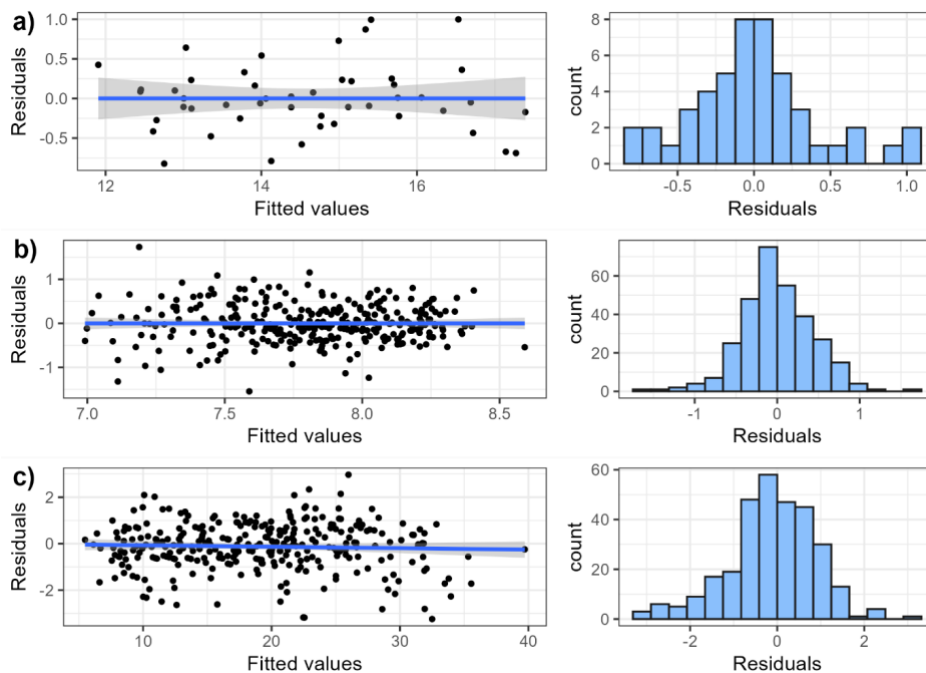 a)
Residuals
1.0
0.5
0.0
-0.5
12 14 16
Fitted values
count
8
6
4
2
0
-0.5 0.0 0.5 1.0
Residuals
b)
Residuals
1
0
-1
7.0 7.5 8.0 8.5
Fitted values
count
60
40
20
0
-1 0 1
Residuals
c)
Residuals
2
0
-2
10 20 30 40
Fitted values
count
60
40
20
0
-2 0 2
Residuals